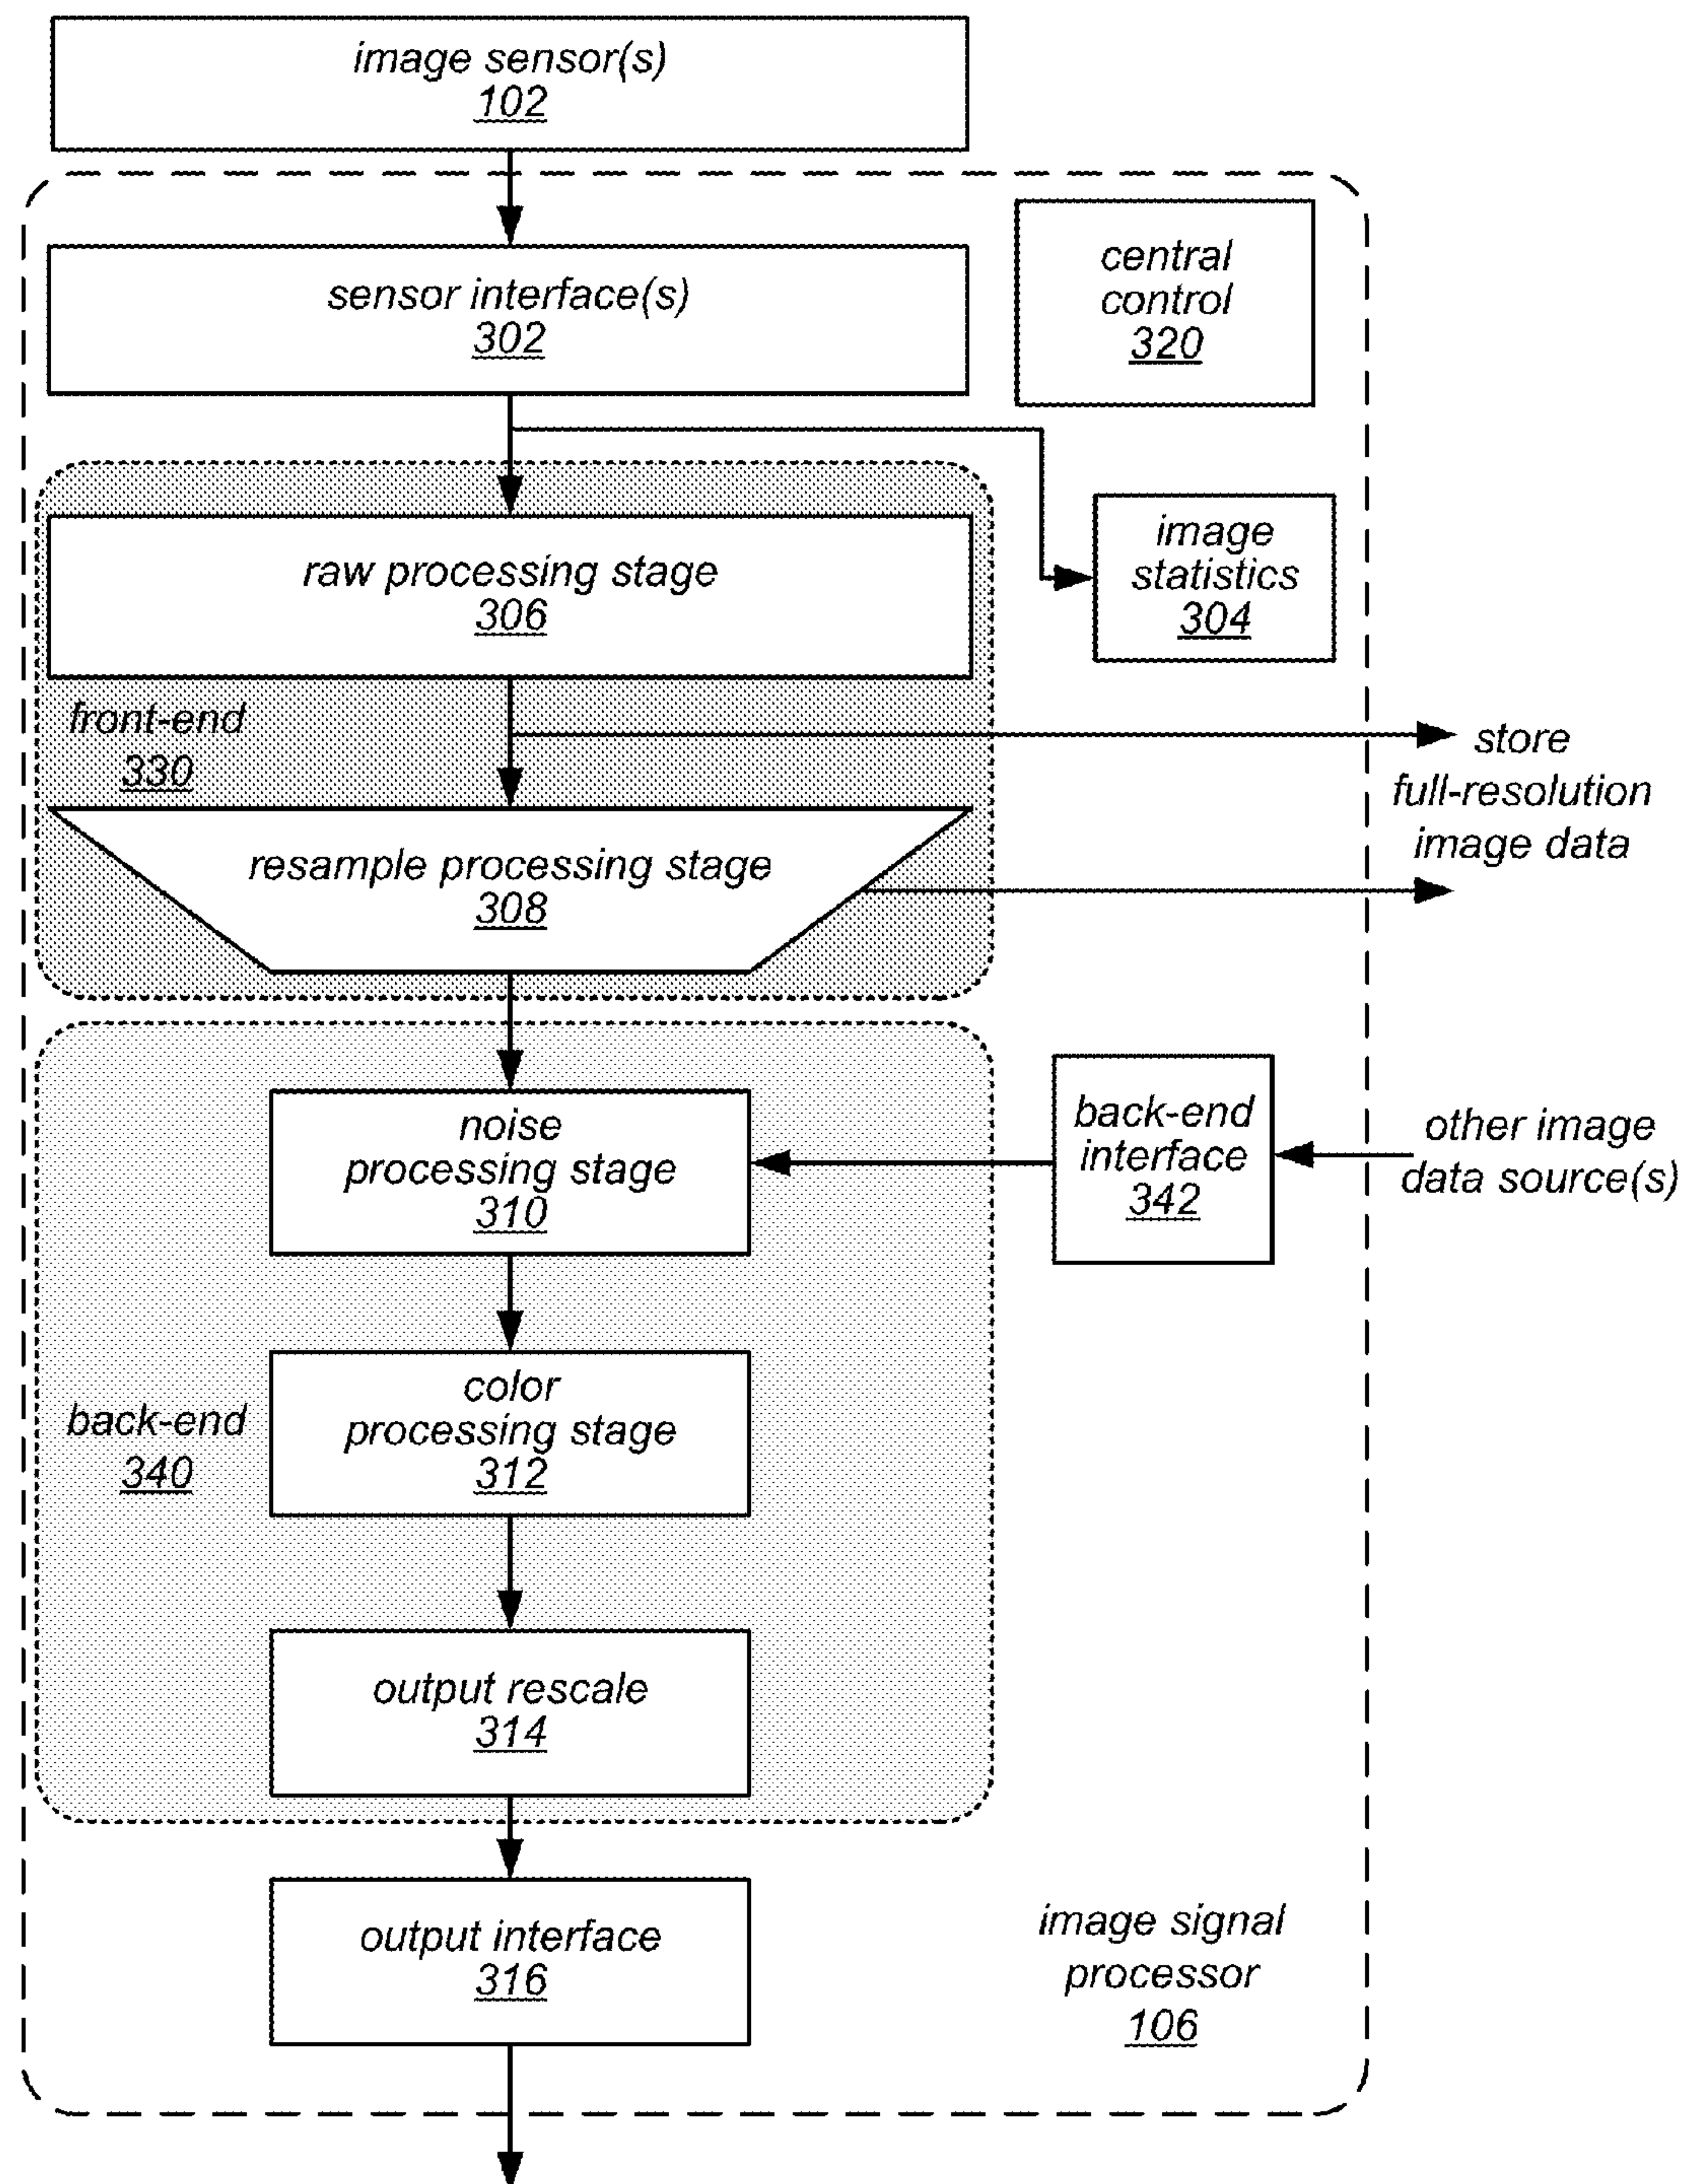 image sensor(s)
102
sensor interface(s)
302
central
control
320
raw processing stage
306
image
statistics
304
front-end
330
store
full-resolution
image data
resample processing stage
308
noise
processing stage
310
back-end
interface
342
other image
data source(s)
color
processing stage
312
back-end
340
output rescale
314
output interface
316
image signal
processor
106